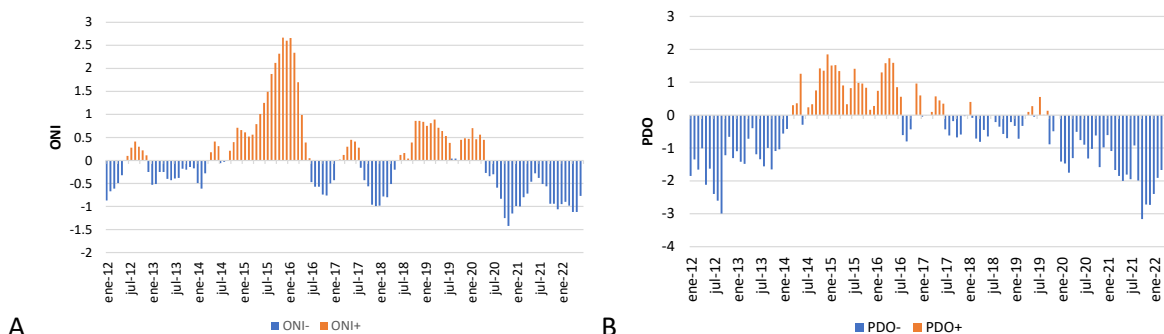 3
2.5
2
1.5
1
0.5
0
-0.5
-1
-1.5
-2
ONI
ene-12
jul-12
ene-13
jul-13
ene-14
jul-14
ene-15
jul-15
ene-16
jul-16
ene-17
jul-17
ene-18
jul-18
ene-19
jul-19
ene-20
jul-20
ene-21
jul-21
ene-22
ONI- ONI+
A
3
2
1
0
-1
-2
-3
-4
PDO
ene-12
jul-12
ene-13
jul-13
ene-14
jul-14
ene-15
jul-15
ene-16
jul-16
ene-17
jul-17
ene-18
jul-18
ene-19
jul-19
ene-20
jul-20
ene-21
jul-21
ene-22
PDO- PDO+
B